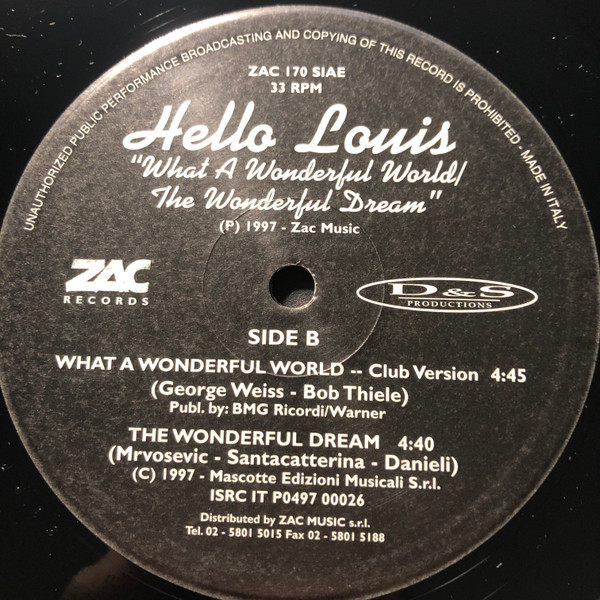 UNAUTHORIZED PUBLIC PERFORMANCE BROADCASTING AND COPYING OF THIS RECORD IS PROHIBITED - MADE IN ITALY
ZAC 170 SIAE
33 RPM
Hello Louis
"What A Wonderful World/
The Wonderful Dream"
(P) 1997 - Zac Music
ZAC
RECORDS
D&S
PRODUCTIONS
SIDE B
WHAT A WONDERFUL WORLD -- Club Version 4:45
(George Weiss - Bob Thiele)
Publ. by: BMG Ricordi/Warner
THE WONDERFUL DREAM 4:40
(Mrvosevic - Santacatterina - Danieli)
(C) 1997 - Mascotte Edizioni Musicali S.r.l.
ISRC IT P0497 00026
Distributed by ZAC MUSIC s.r.l.
Tel. 02 - 5801 5015 Fax 02 - 5801 5188